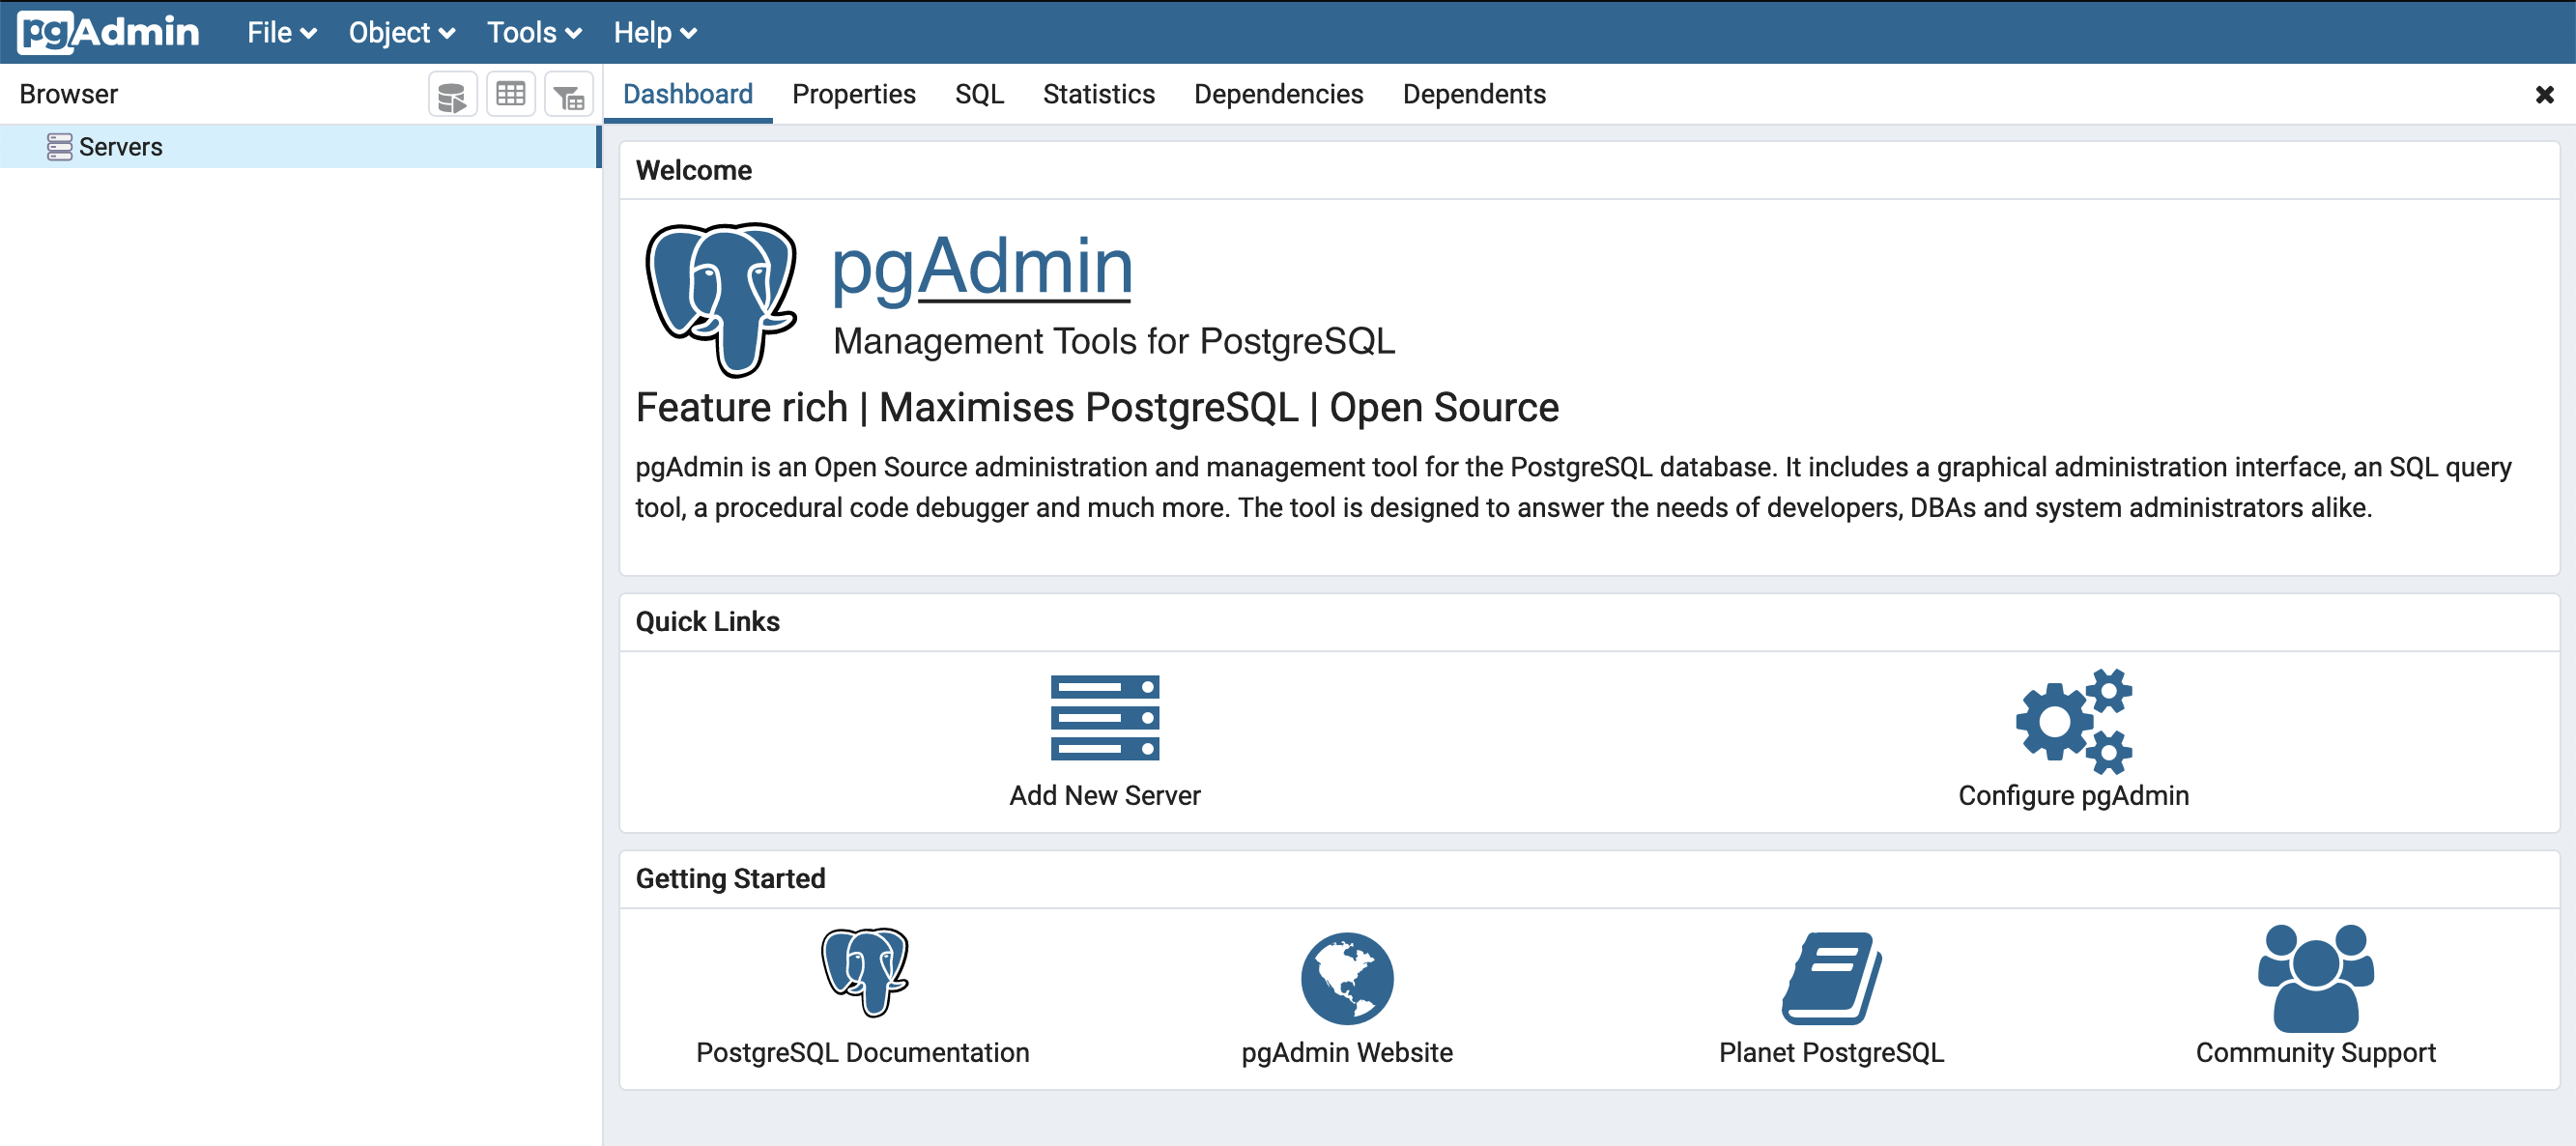 pgAdmin File Object Tools Help
Browser
Dashboard Properties SQL Statistics Dependencies Dependents
Servers
Welcome
pgAdmin
Management Tools for PostgreSQL
Feature rich | Maximises PostgreSQL | Open Source
pgAdmin is an Open Source administration and management tool for the PostgreSQL database. It includes a graphical administration interface, an SQL query
tool, a procedural code debugger and much more. The tool is designed to answer the needs of developers, DBAs and system administrators alike.
Quick Links
Add New Server
Configure pgAdmin
Getting Started
PostgreSQL Documentation
pgAdmin Website
Planet PostgreSQL
Community Support